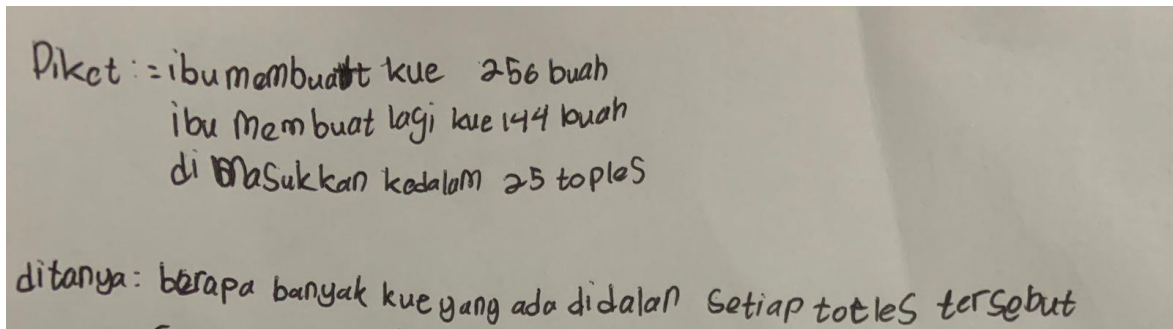 Diket := ibu membuat kue 256 buah
ibu membuat lagi kue 144 buah
di masukkan kedalam 25 toples
ditanya: berapa banyak kue yang ada didalan setiap totles tersebut